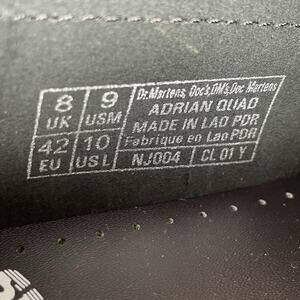 8 UK 9 USM
42 EU 10 US L
Dr.Martens, Doc's, DM's, Doc Martens
ADRIAN QUAD
MADE IN LAO PDR
Fabriqué en Lao PDR
NJ004 CL 01 Y